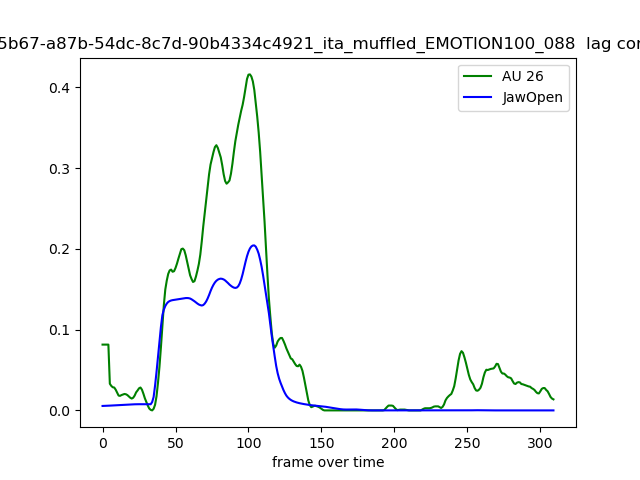 5b67-a87b-54dc-8c7d-90b4334c4921_ita_muffled_EMOTION100_088 lag
AU 26
JawOpen
0.4
0.3
0.2
0.1
0.0
0 50 100 150 200 250 300
frame over time